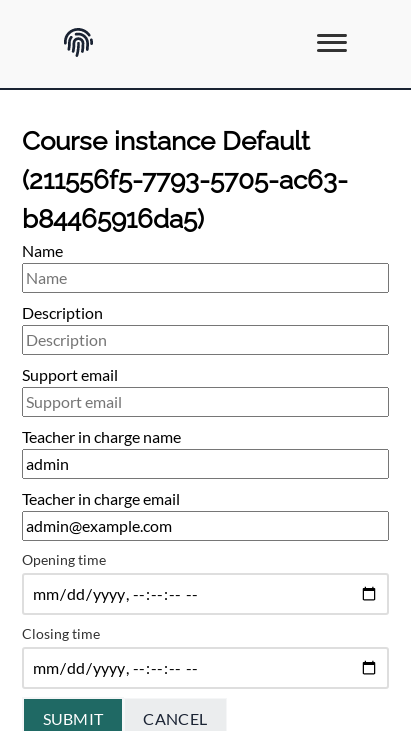 Course instance Default
(211556f5-7793-5705-ac63-
b84465916da5)
Name
Name
Description
Description
Support email
Support email
Teacher in charge name
admin
Teacher in charge email
admin@example.com
Opening time
mm/dd/yyyy, --:--:-- --
Closing time
mm/dd/yyyy, --:--:-- --
SUBMIT CANCEL